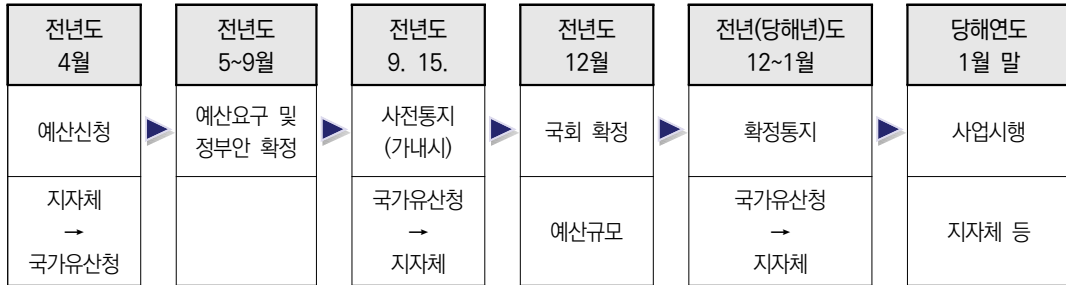 전년도
4월
전년도
5~9월
전년도
9. 15.
전년도
12월
전년(당해년)도
12~1월
당해연도
1월 말
예산신청
예산요구 및
정부안 확정
사전통지
(가내시)
국회 확정
확정통지
사업시행
지자체
→
국가유산청
국가유산청
→
지자체
예산규모
국가유산청
→
지자체
지자체 등